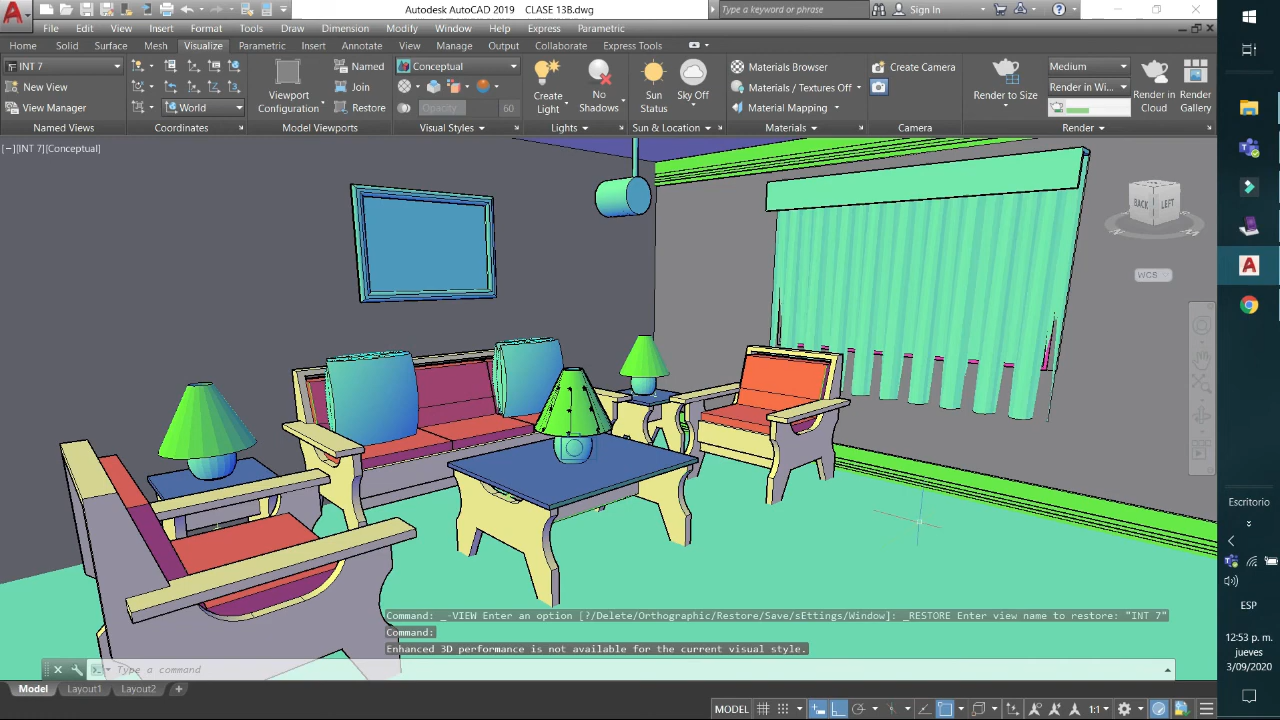 Autodesk AutoCAD 2019 CLASE 13B.dwg
Type a keyword or phrase
Sign In
File Edit View Insert Format Tools Draw Dimension Modify Window Help Express Parametric
Home Solid Surface Mesh Visualize Parametric Insert Annotate View Manage Output Collaborate Express Tools
INT 7
New View
View Manager
Named Views
World
Coordinates
Viewport
Configuration
Named
Join
Restore
Model Viewports
Conceptual
Opacity 60
Visual Styles
Create
Light
No
Shadows
Lights
Sun
Status
Sky Off
Sun & Location
Materials Browser
Materials / Textures Off
Material Mapping
Materials
Create Camera
Camera
Render to Size
Medium
Render in Wi...
Render in
Cloud
Render
Gallery
Render
[−][INT 7][Conceptual]
BACK LEFT
WCS
Command: _-VIEW Enter an option [?/Delete/Orthographic/Restore/Save/sEttings/Window]: _RESTORE Enter view name to restore: "INT 7"
Command:
Enhanced 3D performance is not available for the current visual style.
Type a command
Model Layout1 Layout2 +
MODEL 1:1
Escritorio
ESP
12:53 p. m.
jueves
3/09/2020